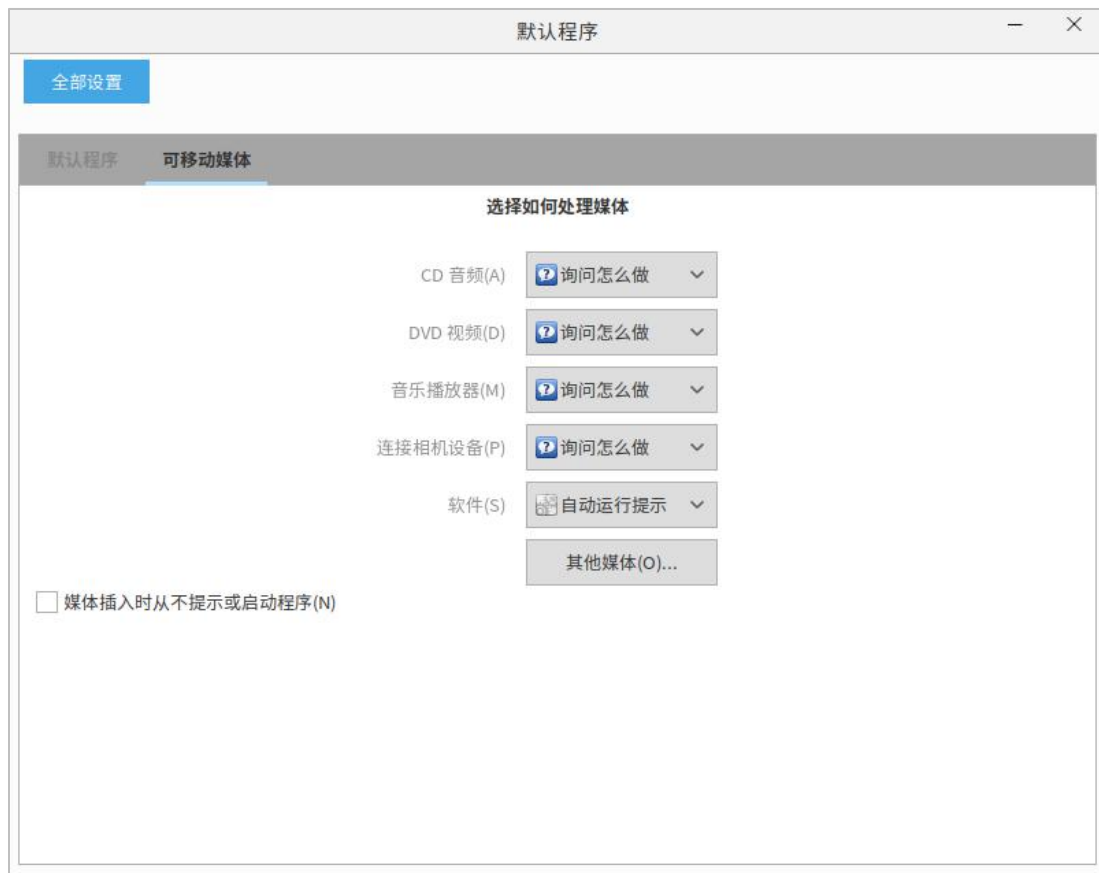 默认程序
全部设置
默认程序 可移动媒体
选择如何处理媒体
CD 音频(A) 询问怎么做
DVD 视频(D) 询问怎么做
音乐播放器(M) 询问怎么做
连接相机设备(P) 询问怎么做
软件(S) 自动运行提示
其他媒体(O)...
媒体插入时从不提示或启动程序(N)